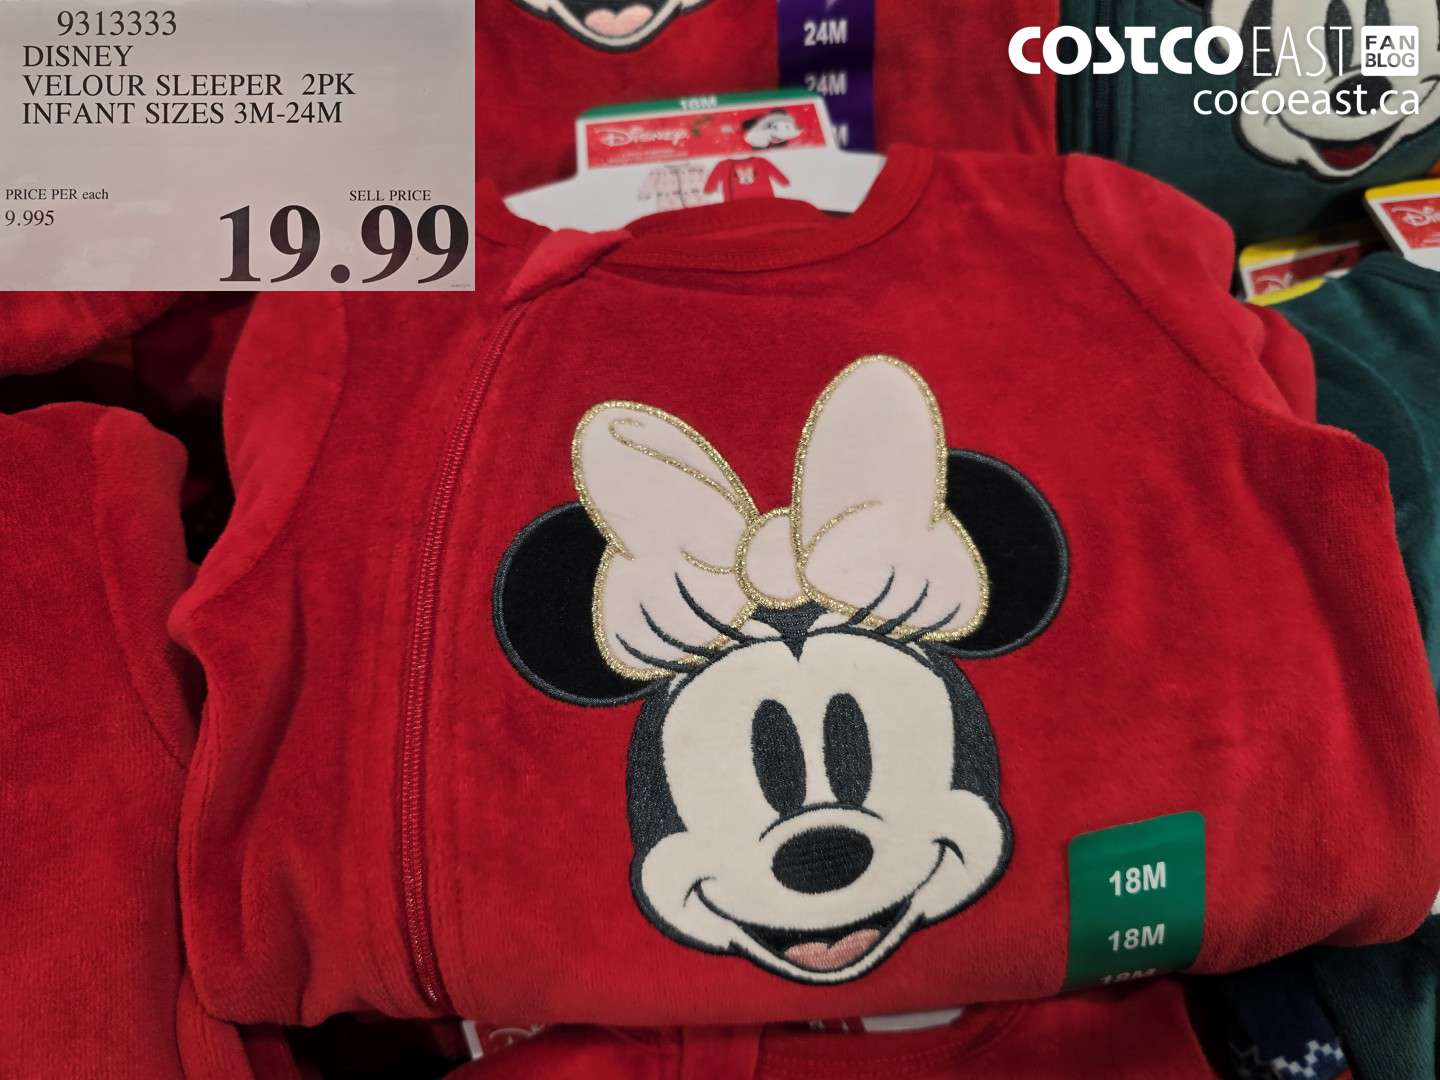 9313333
DISNEY
VELOUR SLEEPER 2PK
INFANT SIZES 3M-24M
PRICE PER each
9.995
SELL PRICE
19.99
COSTCO EAST FAN BLOG
cocoeast.ca
24M
24M
18M
Disney
18M
18M
18M